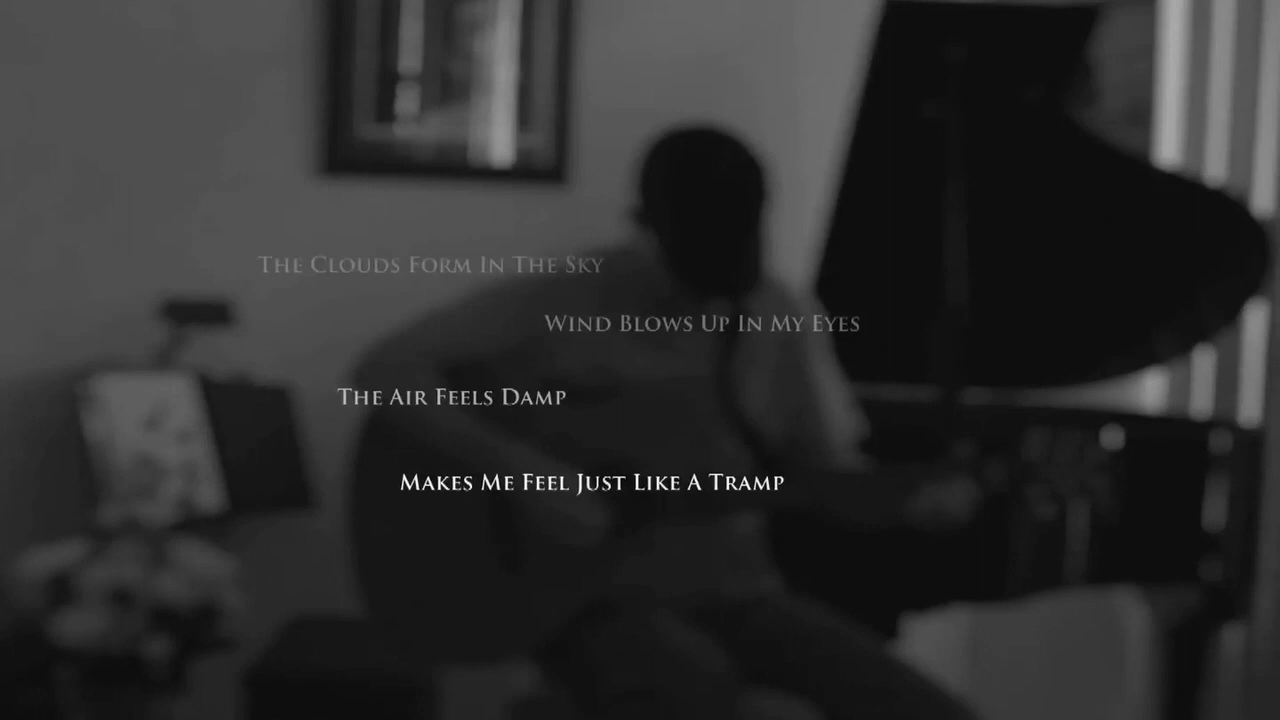 The Clouds Form In The Sky
Wind Blows Up In My Eyes
The Air Feels Damp
Makes Me Feel Just Like A Tramp